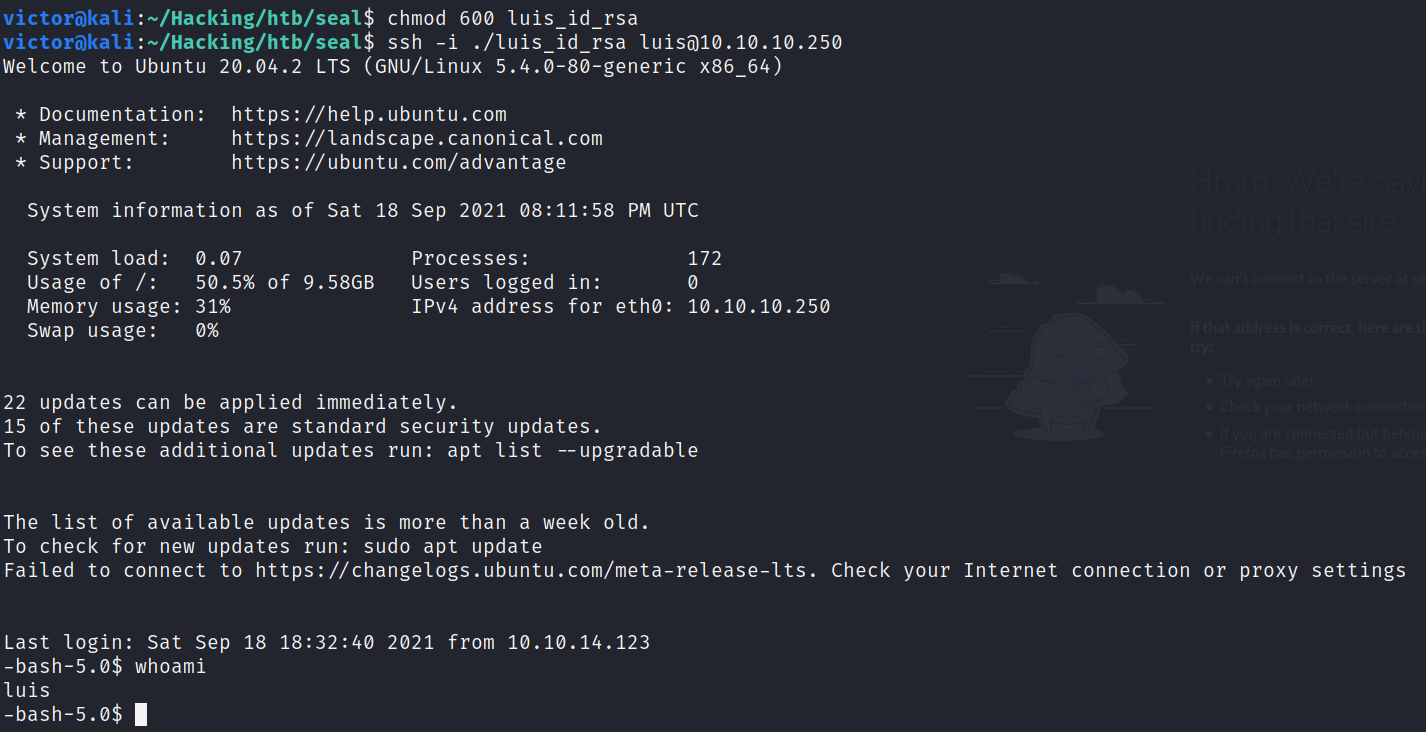 victor@kali:~/Hacking/htb/seal$ chmod 600 luis_id_rsa
victor@kali:~/Hacking/htb/seal$ ssh -i ./luis_id_rsa luis@10.10.10.250
Welcome to Ubuntu 20.04.2 LTS (GNU/Linux 5.4.0-80-generic x86_64)
* Documentation:  https://help.ubuntu.com
* Management:     https://landscape.canonical.com
* Support:        https://ubuntu.com/advantage
System information as of Sat 18 Sep 2021 08:11:58 PM UTC
System load:  0.07              Processes:             172
Usage of /:   50.5% of 9.58GB   Users logged in:       0
Memory usage: 31%               IPv4 address for eth0: 10.10.10.250
Swap usage:   0%
22 updates can be applied immediately.
15 of these updates are standard security updates.
To see these additional updates run: apt list --upgradable
The list of available updates is more than a week old.
To check for new updates run: sudo apt update
Failed to connect to https://changelogs.ubuntu.com/meta-release-lts. Check your Internet connection or proxy settings
Last login: Sat Sep 18 18:32:40 2021 from 10.10.14.123
-bash-5.0$ whoami
luis
-bash-5.0$
Hmm. We're hav
finding that site.
We can't connect to the server at se
If that address is correct, here are th
try:
• Try again later.
• Check your network connection
• If you are connected but behin
Firefox has permission to acces